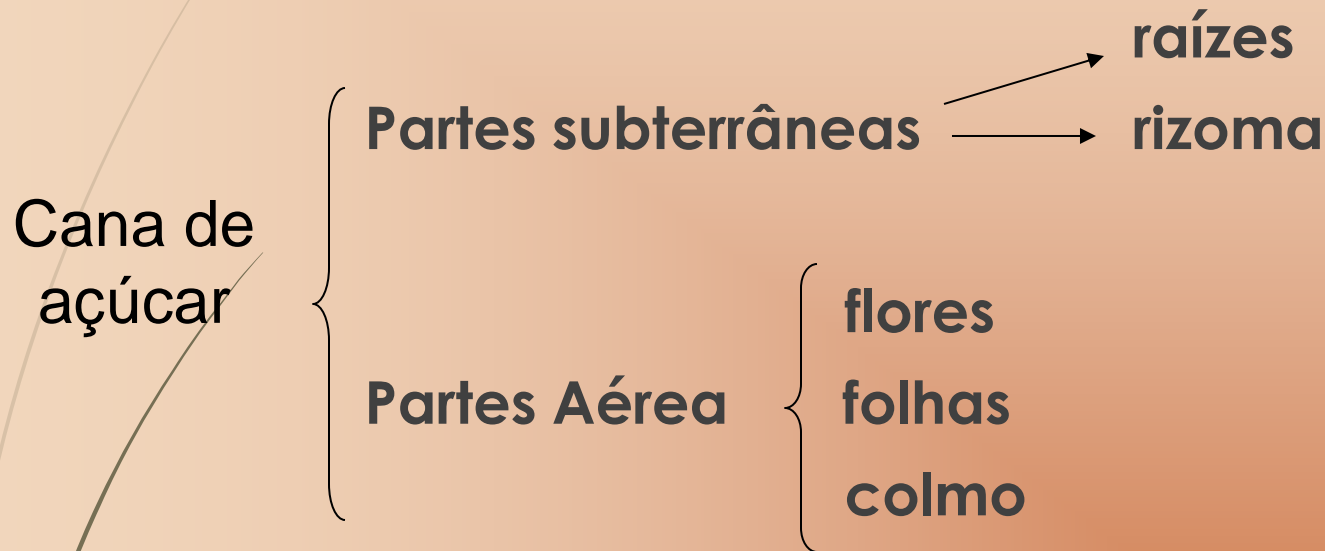 Cana de
açúcar
Partes subterrâneas
raízes
rizoma
Partes Aérea
flores
folhas
colmo